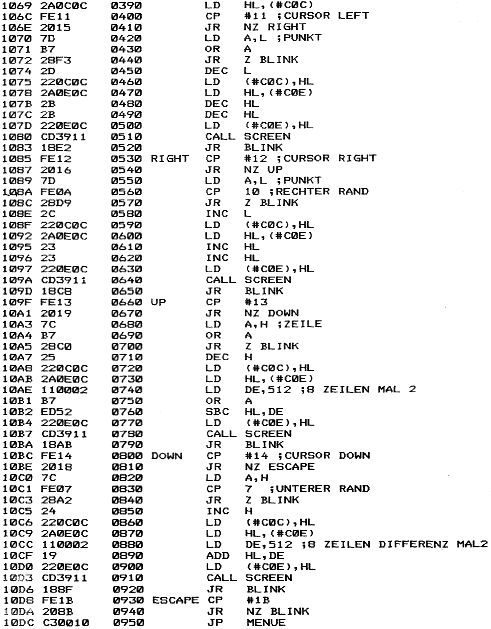 1069 2A0C0C 0390 LD HL,(#C0C)
106C FE11 0400 CP #11 ;CURSOR LEFT
106E 2015 0410 JR NZ RIGHT
1070 7D 0420 LD A,L ;PUNKT
1071 B7 0430 OR A
1072 28F3 0440 JR Z BLINK
1074 2D 0450 DEC L
1075 220C0C 0460 LD (#C0C),HL
1078 2A0E0C 0470 LD HL,(#C0E)
107B 2B 0480 DEC HL
107C 2B 0490 DEC HL
107D 220E0C 0500 LD (#C0E),HL
1080 CD3911 0510 CALL SCREEN
1083 18E2 0520 JR BLINK
1085 FE12 0530 RIGHT CP #12 ;CURSOR RIGHT
1087 2016 0540 JR NZ UP
1089 7D 0550 LD A,L ;PUNKT
108A FE0A 0560 CP 10 ;RECHTER RAND
108C 28D9 0570 JR Z BLINK
108E 2C 0580 INC L
108F 220C0C 0590 LD (#C0C),HL
1092 2A0E0C 0600 LD HL,(#C0E)
1095 23 0610 INC HL
1096 23 0620 INC HL
1097 220E0C 0630 LD (#C0E),HL
109A CD3911 0640 CALL SCREEN
109D 18C8 0650 JR BLINK
109F FE13 0660 UP CP #13
10A1 2019 0670 JR NZ DOWN
10A3 7C 0680 LD A,H ;ZEILE
10A4 B7 0690 OR A
10A5 28C0 0700 JR Z BLINK
10A7 25 0710 DEC H
10A8 220C0C 0720 LD (#C0C),HL
10AB 2A0E0C 0730 LD HL,(#C0E)
10AE 110002 0740 LD DE,512 ;8 ZEILEN MAL 2
10B1 B7 0750 OR A
10B2 ED52 0760 SBC HL,DE
10B4 220E0C 0770 LD (#C0E),HL
10B7 CD3911 0780 CALL SCREEN
10BA 18AB 0790 JR BLINK
10BC FE14 0800 DOWN CP #14 ;CURSOR DOWN
10BE 2018 0810 JR NZ ESCAPE
10C0 7C 0820 LD A,H
10C1 FE07 0830 CP 7 ;UNTERER RAND
10C3 28A2 0840 JR Z BLINK
10C5 24 0850 INC H
10C6 220C0C 0860 LD (#C0C),HL
10C9 2A0E0C 0870 LD HL,(#C0E)
10CC 110002 0880 LD DE,512 ;8 ZEILEN DIFFERENZ MAL2
10CF 19 0890 ADD HL,DE
10D0 220E0C 0900 LD (#C0E),HL
10D3 CD3911 0910 CALL SCREEN
10D6 188F 0920 JR BLINK
10D8 FE1B 0930 ESCAPE CP #1B
10DA 208B 0940 JR NZ BLINK
10DC C30010 0950 JP MENUE